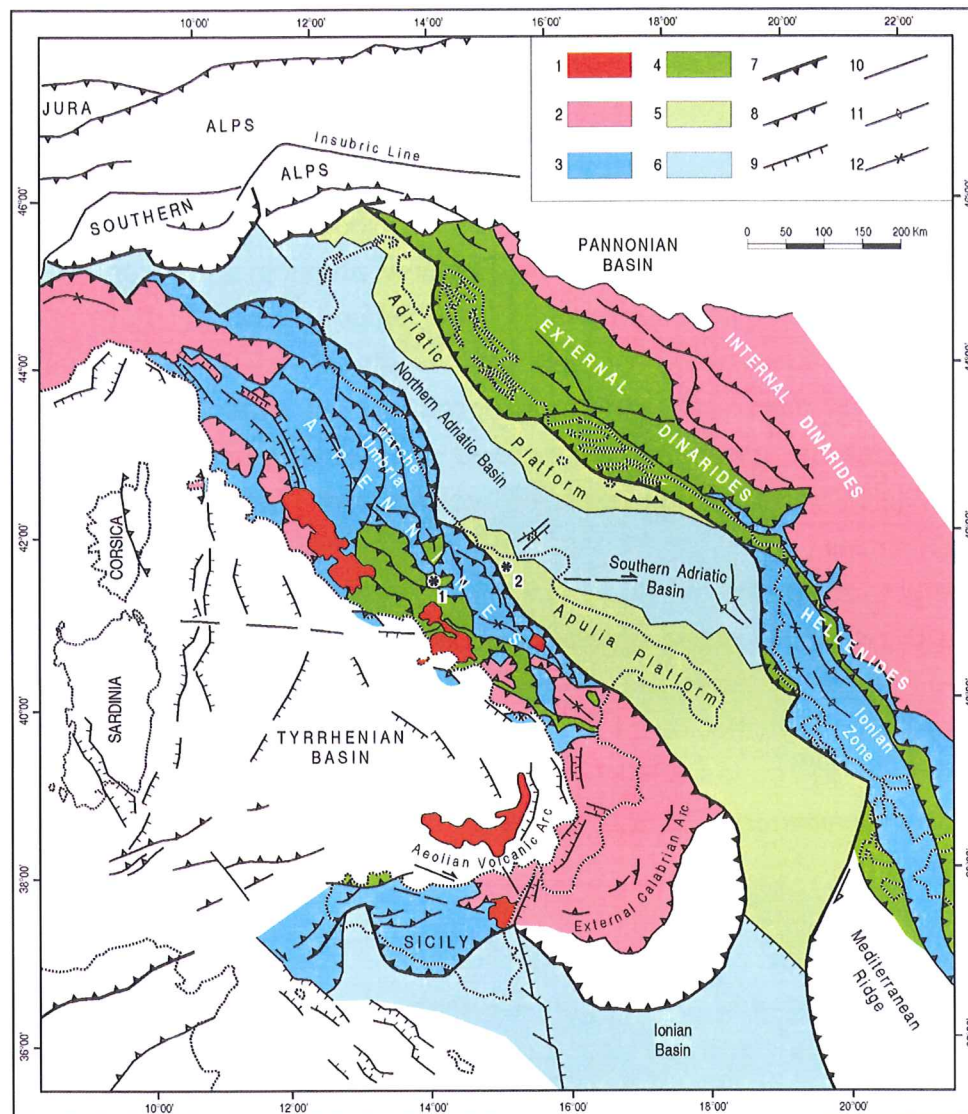 10°00' 12°00' 14°00' 16°00' 18°00' 20°00' 22°00'
1 4 7 10
2 5 8 11
3 6 9 12
JURA
ALPS
Insubric Line
ALPS
SOUTHERN
46°00'
PANNONIAN
BASIN
0 50 100 150 200 Km
44°00'
42°00'
40°00'
38°00'
36°00'
Adriatic
Platform
Northern Adriatic Basin
EXTERNAL
DINARIDES
INTERNAL DINARIDES
APENNINES
Marche
Umbra
CORSICA
SARDINIA
1
2
Southern Adriatic
Basin
Apulia Platform
HELLENIDES
Ionian
Zone
TYRRHENIAN
BASIN
Aeolian Volcanic Arc
External Calabrian Arc
SICILY
Ionian
Basin
Mediterranean
Ridge
10°00' 12°00' 14°00' 16°00' 18°00' 20°00'